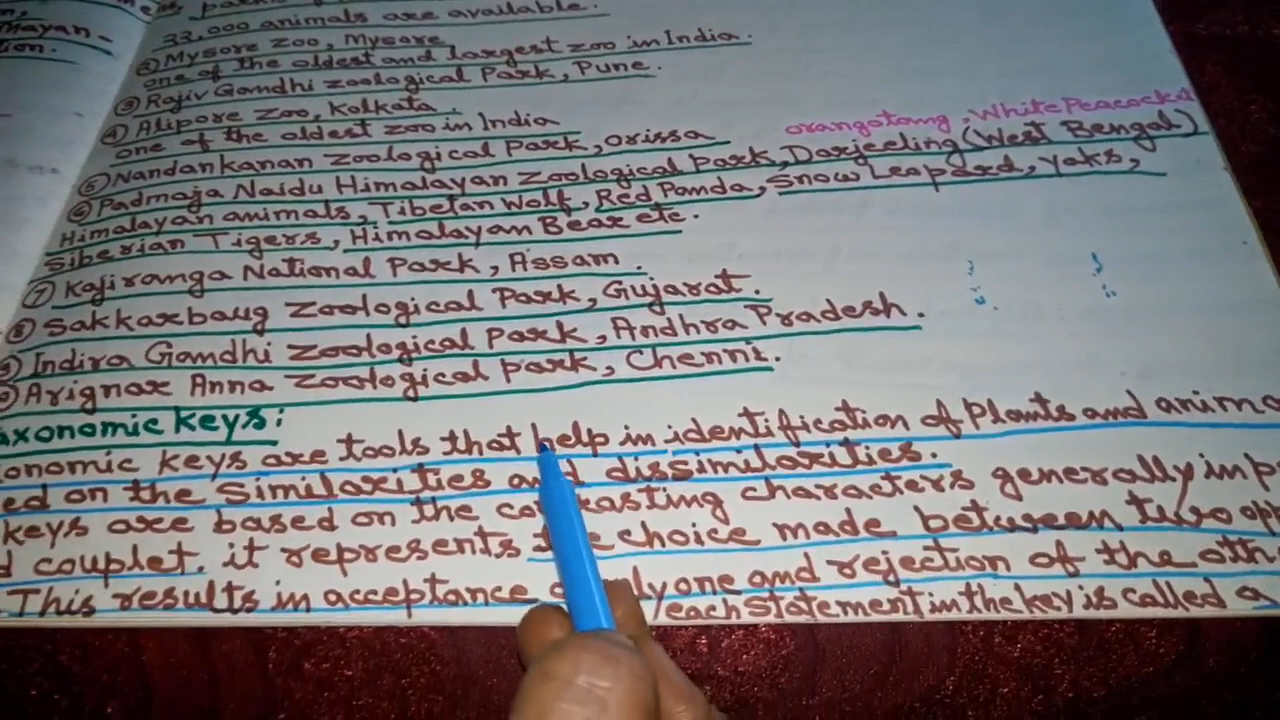 Thayan-
tion.
33,000 animals are available.
② Mysore Zoo, Mysore
one of the oldest and largest zoo in India.
③ Rajiv Gandhi Zoological Park, Pune.
④ Alipore Zoo, Kolkata.
one of the oldest zoo in India
⑤ Nandankanan Zoological Park, Orissa
orangotang, White Peacock
⑥ Padmaja Naidu Himalayan Zoological Park, Darjeeling (West Bengal)
Himalayan animals, Tibetan Wolf, Red Panda, Snow Leopard, Yaks,
Siberian Tigers, Himalayan Bear etc.
⑦ Kajiranga National Park, Assam.
⑧ Sakkarbaug Zoological Park, Gujarat.
Indira Gandhi Zoological Park, Andhra Pradesh.
Arignar Anna Zoological park, Chenni.
axonomic keys:
onomic keys are tools that help in identification of Plants and anima
ed on the Similarities and dissimilarities.
keys are based on the contrasting characters generally in p
d couplet. it represents the choice made between two op
This results in acceptance only one and rejection of the oth
each statement in the key is called a